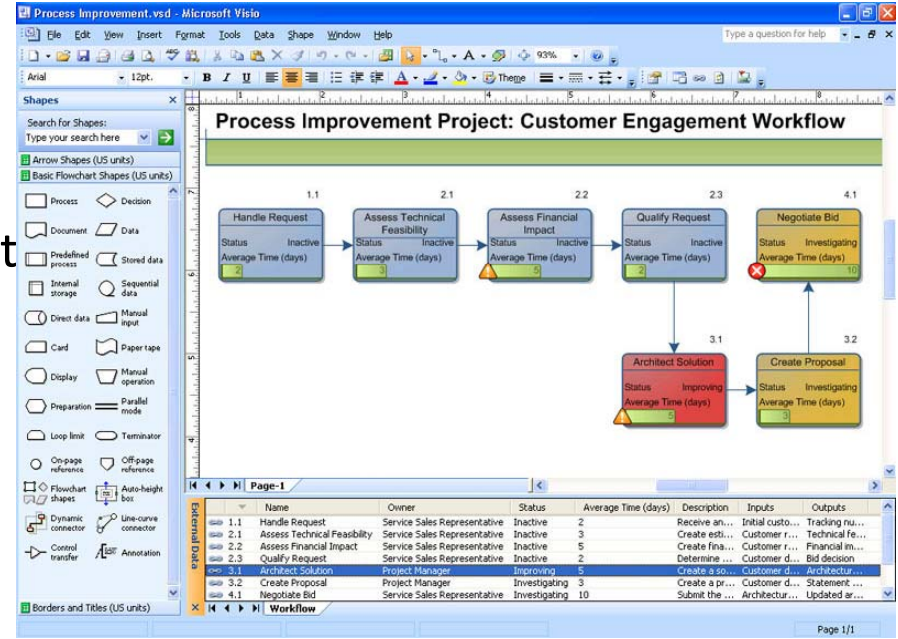 Process Improvement.vsd - Microsoft Visio
File Edit View Insert Format Tools Data Shape Window Help
Type a question for help
93%
Arial 12pt. B I U Theme
Shapes
Search for Shapes:
Type your search here
Arrow Shapes (US units)
Basic Flowchart Shapes (US units)
Process Decision
Document Data
Predefined process Stored data
Internal storage Sequential data
Direct data Manual input
Card Paper tape
Display Manual operation
Preparation Parallel mode
Loop limit Terminator
On-page reference Off-page reference
Flowchart shapes Auto-height box
Dynamic connector Line-curve connector
Control transfer Annotation
Borders and Titles (US units)
t
Process Improvement Project: Customer Engagement Workflow
1.1
Handle Request
Status Inactive
Average Time (days)
2
2.1
Assess Technical
Feasibility
Status Inactive
Average Time (days)
3
2.2
Assess Financial
Impact
Status Inactive
Average Time (days)
5
2.3
Qualify Request
Status Inactive
Average Time (days)
2
4.1
Negotiate Bid
Status Investigating
Average Time (days)
10
3.1
Architect Solution
Status Improving
Average Time (days)
5
3.2
Create Proposal
Status Investigating
Average Time (days)
3
Page-1
External Data
Name Owner Status Average Time (days) Description Inputs Outputs
1.1 Handle Request Service Sales Representative Inactive 2 Receive an... Initial custo... Tracking nu...
2.1 Assess Technical Feasibility Service Sales Representative Inactive 3 Create esti... Customer r... Technical fe...
2.2 Assess Financial Impact Service Sales Representative Inactive 5 Create fina... Customer r... Financial im...
2.3 Qualify Request Service Sales Representative Inactive 2 Determine ... Customer d... Bid decision
3.1 Architect Solution Project Manager Improving 5 Create a so... Customer d... Architectur...
3.2 Create Proposal Project Manager Investigating 3 Create a pr... Customer d... Statement ...
4.1 Negotiate Bid Service Sales Representative Investigating 10 Submit the ... Architectur... Updated ar...
Workflow
Page 1/1